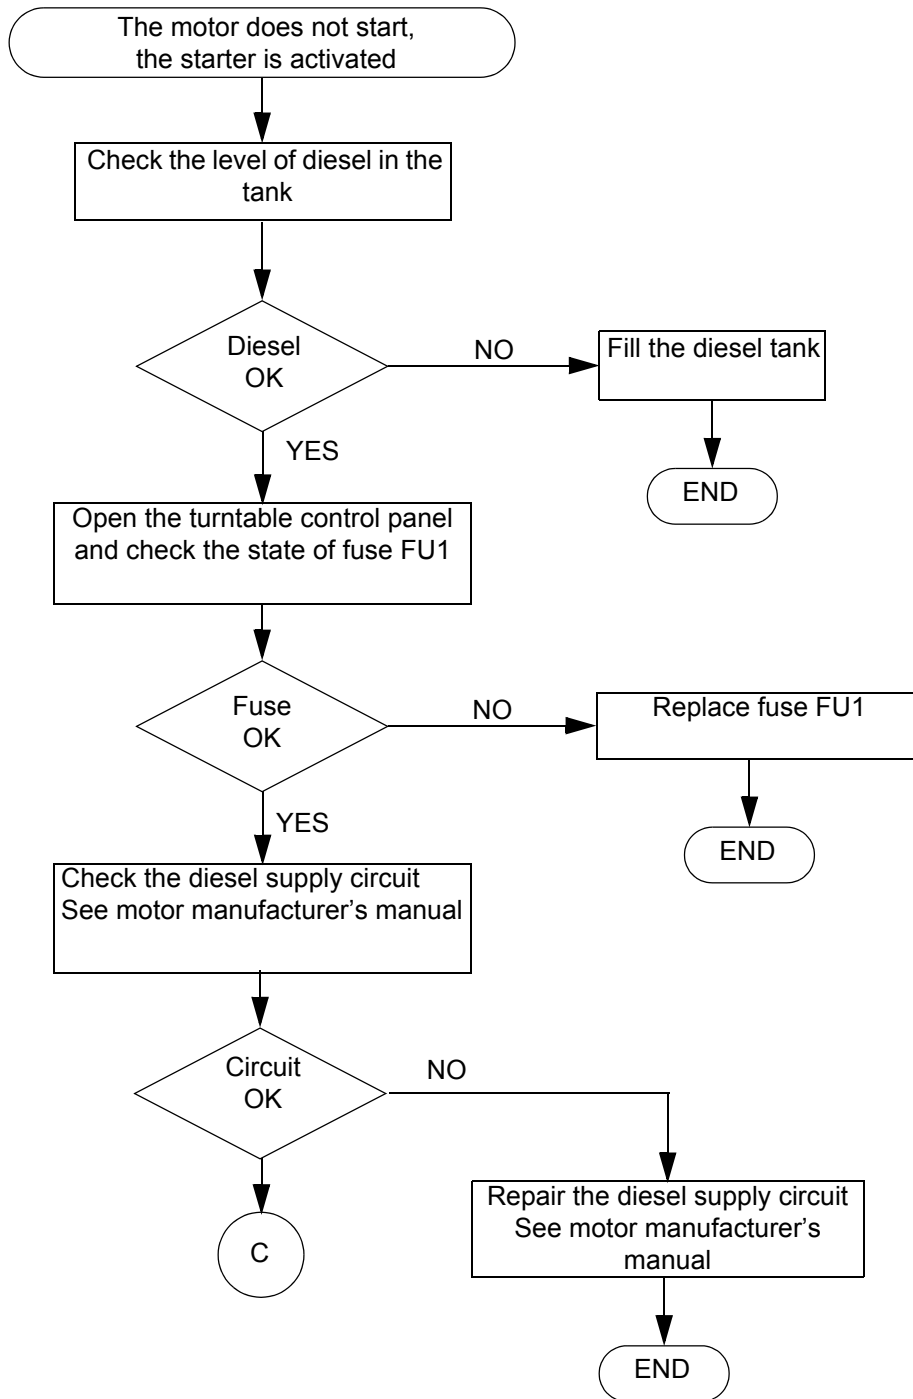 The motor does not start,
the starter is activated
Check the level of diesel in the
tank
Diesel
OK
NO
Fill the diesel tank
YES
END
Open the turntable control panel
and check the state of fuse FU1
Fuse
OK
NO
Replace fuse FU1
YES
END
Check the diesel supply circuit
See motor manufacturer’s manual
Circuit
OK
NO
Repair the diesel supply circuit
See motor manufacturer’s
manual
C
END